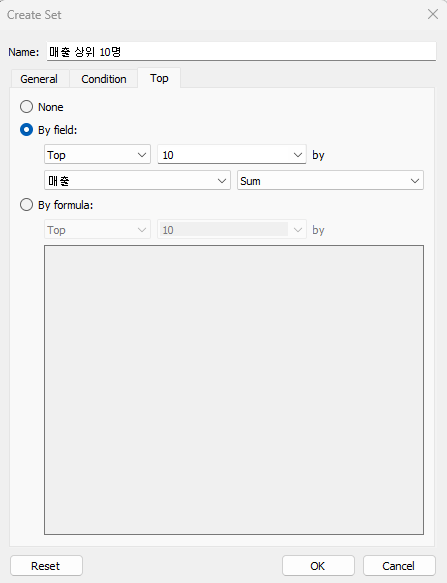 Create Set
Name: 매출 상위 10명
General Condition Top
None
By field:
Top 10 by
매출 Sum
By formula:
Top 10 by
Reset OK Cancel